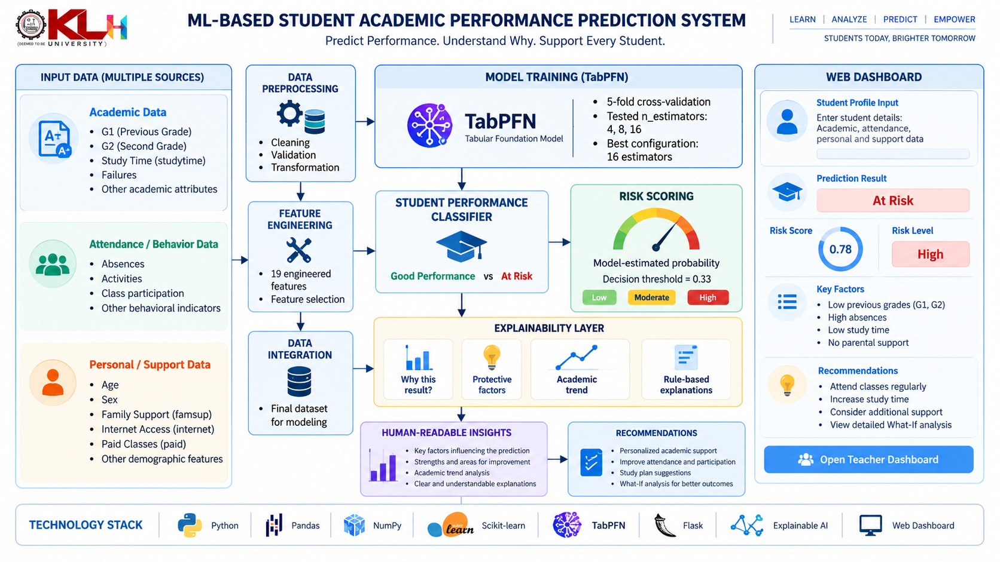 KLH
(DEEMED TO BE UNIVERSITY)
ML-BASED STUDENT ACADEMIC PERFORMANCE PREDICTION SYSTEM
Predict Performance. Understand Why. Support Every Student.
LEARN | ANALYZE | PREDICT | EMPOWER
STUDENTS TODAY, BRIGHTER TOMORROW
INPUT DATA (MULTIPLE SOURCES)
Academic Data
• G1 (Previous Grade)
• G2 (Second Grade)
• Study Time (studytime)
• Failures
• Other academic attributes
A+
A+
Attendance / Behavior Data
• Absences
• Activities
• Class participation
• Other behavioral indicators
Personal / Support Data
• Age
• Sex
• Family Support (famsup)
• Internet Access (internet)
• Paid Classes (paid)
• Other demographic features
DATA
PREPROCESSING
• Cleaning
• Validation
• Transformation
FEATURE
ENGINEERING
• 19 engineered
features
• Feature selection
DATA
INTEGRATION
• Final dataset
for modeling
MODEL TRAINING (TabPFN)
TabPFN
Tabular Foundation Model
• 5-fold cross-validation
• Tested n_estimators:
4, 8, 16
• Best configuration:
16 estimators
STUDENT PERFORMANCE
CLASSIFIER
Good Performance vs At Risk
RISK SCORING
Model-estimated probability
Decision threshold = 0.33
Low Moderate High
EXPLAINABILITY LAYER
Why this
result?
Protective
factors
Academic
trend
Rule-based
explanations
HUMAN-READABLE INSIGHTS
• Key factors influencing the prediction
• Strengths and areas for improvement
• Academic trend analysis
• Clear and understandable explanations
RECOMMENDATIONS
• Personalized academic support
• Improve attendance and participation
• Study plan suggestions
• What-If analysis for better outcomes
WEB DASHBOARD
Student Profile Input
Enter student details:
Academic, attendance,
personal and support data
Prediction Result
At Risk
Risk Score
0.78
Risk Level
High
Key Factors
• Low previous grades (G1, G2)
• High absences
• Low study time
• No parental support
Recommendations
• Attend classes regularly
• Increase study time
• Consider additional support
• View detailed What-If analysis
Open Teacher Dashboard
TECHNOLOGY STACK
Python
Pandas
NumPy
learn
Scikit-learn
TabPFN
Flask
Explainable AI
Web Dashboard